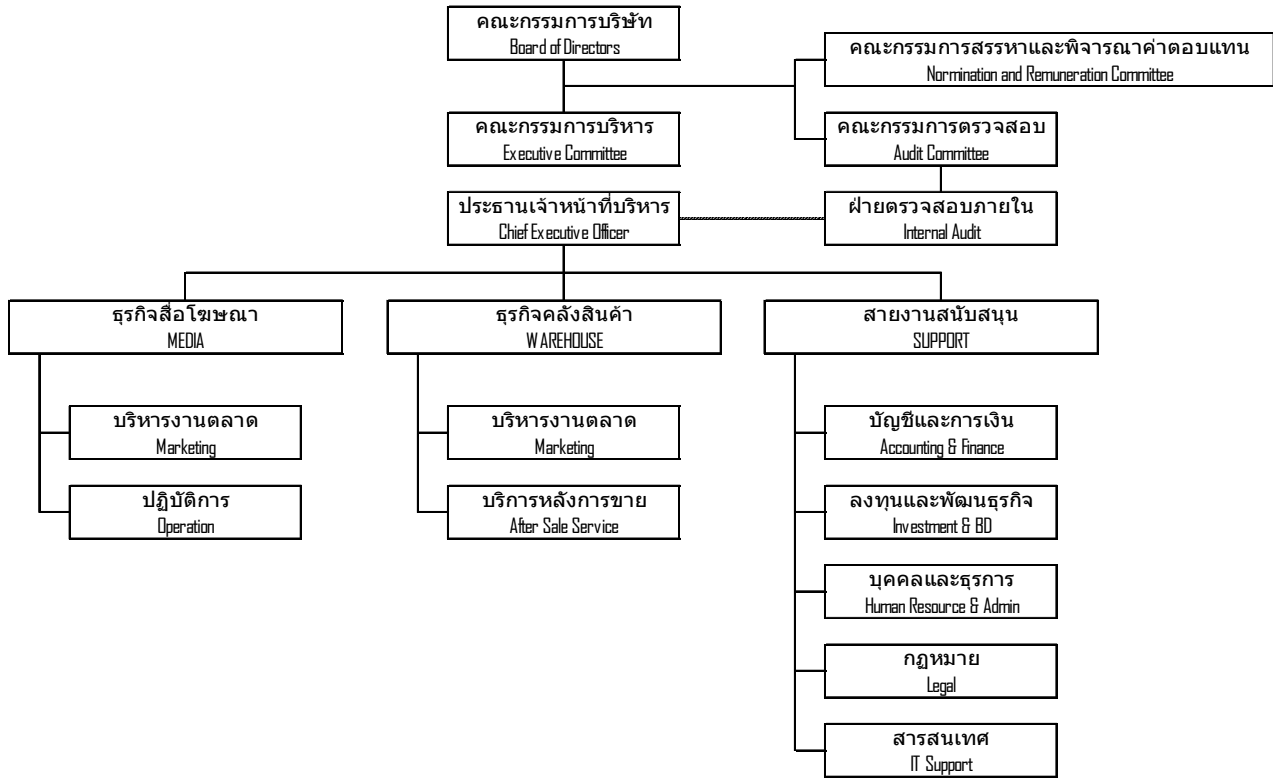 คณะกรรมการบริษัท
Board of Directors
คณะกรรมการสรรหาและพิจารณาค่าตอบแทน
Normination and Remuneration Committee
คณะกรรมการบริหาร
Executive Committee
คณะกรรมการตรวจสอบ
Audit Committee
ประธานเจ้าหน้าที่บริหาร
Chief Executive Officer
ฝ่ายตรวจสอบภายใน
Internal Audit
ธุรกิจสื่อโฆษณา
MEDIA
ธุรกิจคลังสินค้า
WAREHOUSE
สายงานสนับสนุน
SUPPORT
บริหารงานตลาด
Marketing
บริหารงานตลาด
Marketing
บัญชีและการเงิน
Accounting & Finance
ปฏิบัติการ
Operation
บริการหลังการขาย
After Sale Service
ลงทุนและพัฒนธุรกิจ
Investment & BD
บุคคลและธุรการ
Human Resource & Admin
กฎหมาย
Legal
สารสนเทศ
IT Support